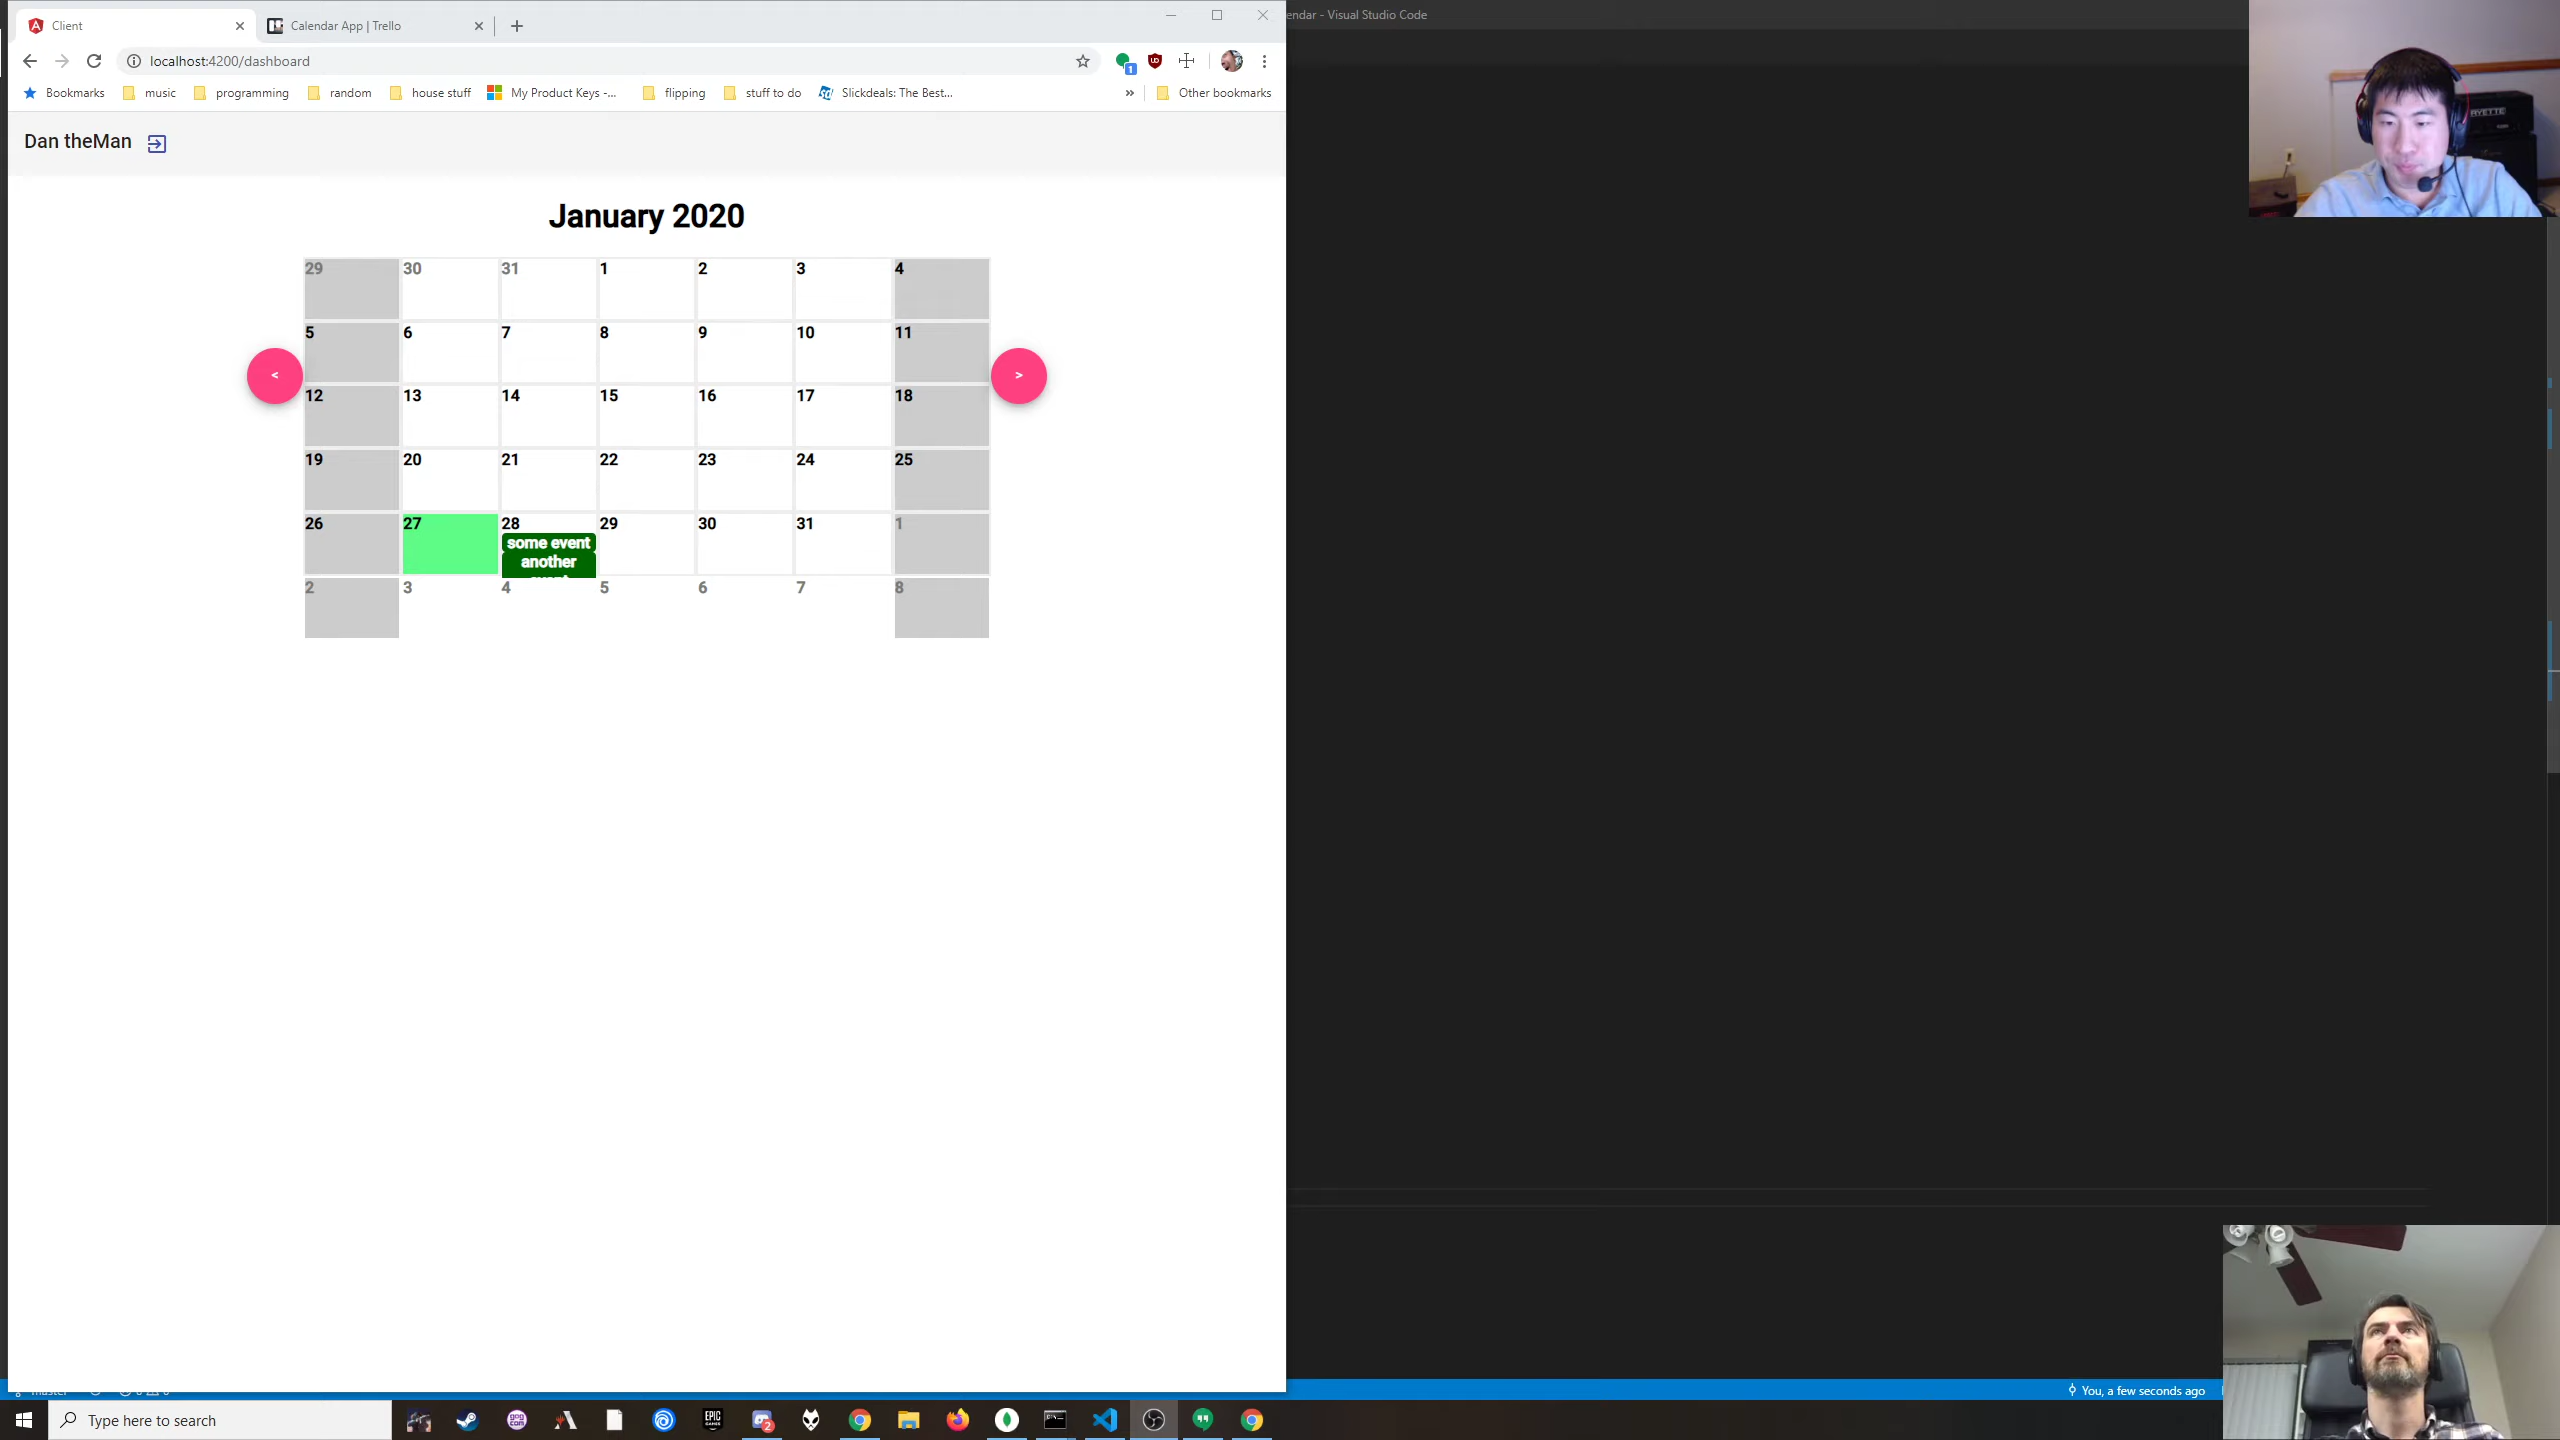 Client
Calendar App | Trello
endar - Visual Studio Code
localhost:4200/dashboard
1
Bookmarks
music
programming
random
house stuff
My Product Keys -...
flipping
stuff to do
Slickdeals: The Best...
»
Other bookmarks
Dan theMan
January 2020
29 30 31 1 2 3 4
5 6 7 8 9 10 11
<
>
12 13 14 15 16 17 18
19 20 21 22 23 24 25
26 27 28 29 30 31 1
some event
another
2 3 4 5 6 7 8
You, a few seconds ago
Type here to search
EPIC
GAMES
2